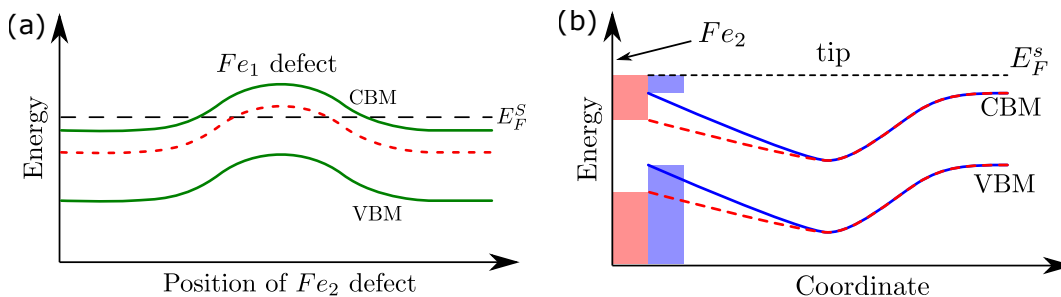 (a)
Energy
Fe₁ defect
CBM
E_F^s
VBM
Position of Fe₂ defect
(b)
Energy
Fe₂
tip
E_F^s
CBM
VBM
Coordinate